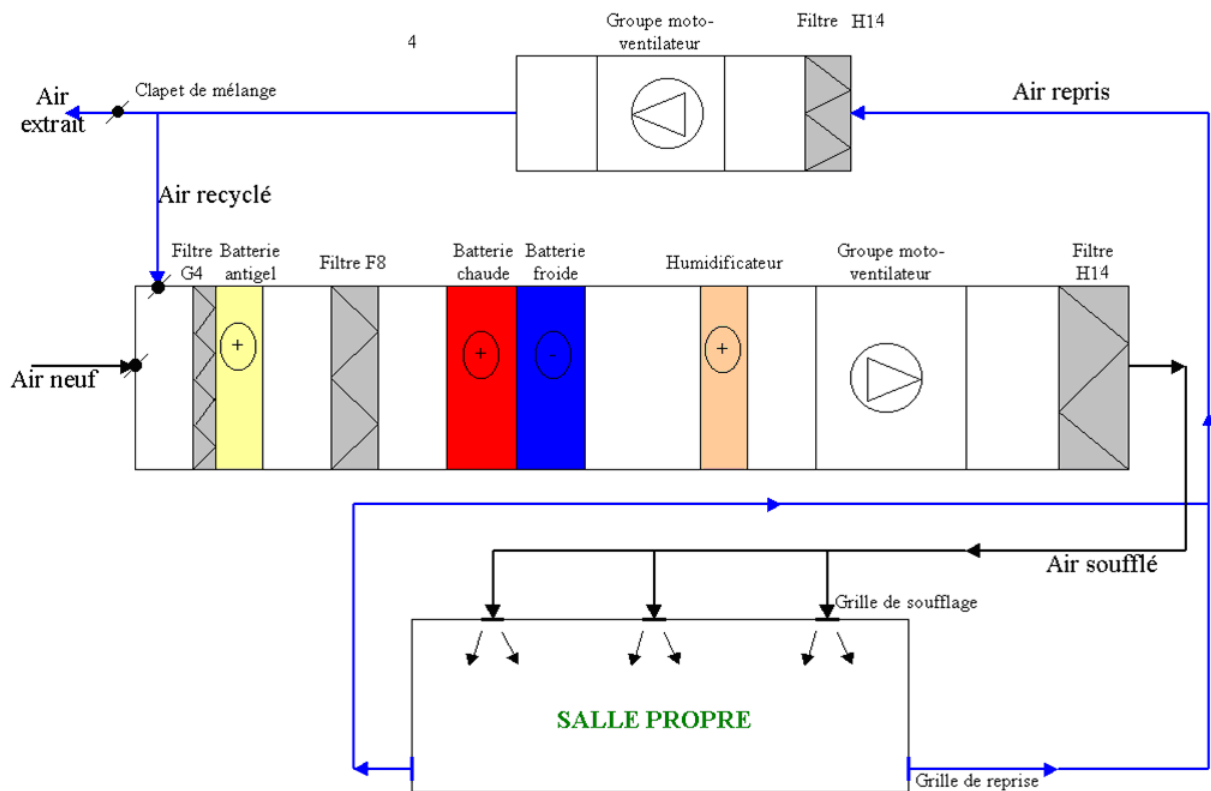 Groupe moto-
ventilateur
Filtre H14
4
Clapet de mélange
Air
extrait
Air repris
Air recyclé
Filtre
G4
Batterie
antigel
Filtre F8
Batterie
chaude
Batterie
froide
Humidificateur
Groupe moto-
ventilateur
Filtre
H14
+
+
-
+
Air neuf
Air soufflé
Grille de soufflage
SALLE PROPRE
Grille de reprise